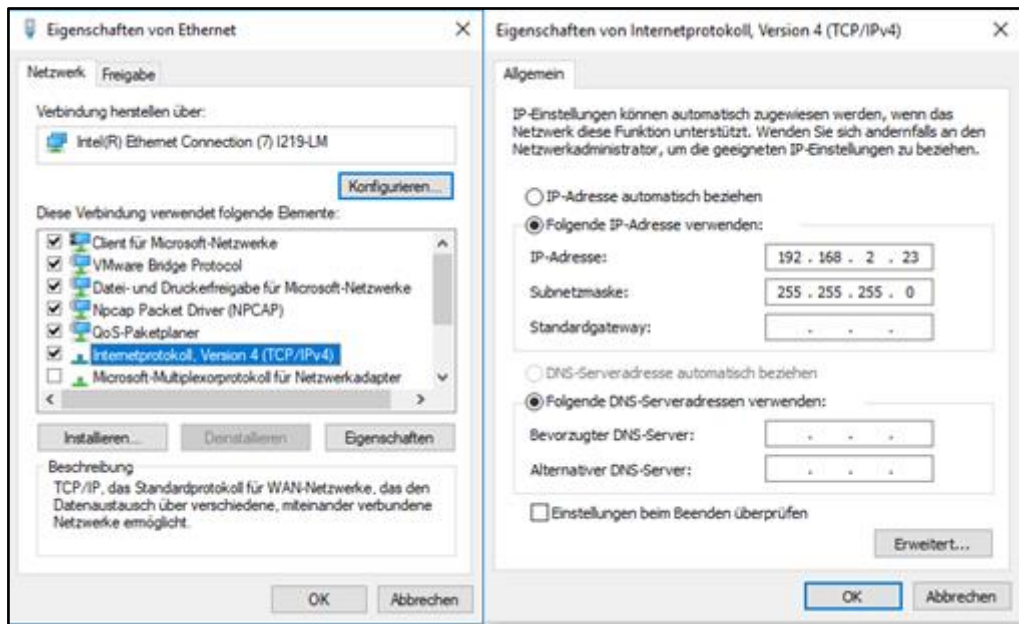 Eigenschaften von Ethernet
Netzwerk Freigabe
Verbindung herstellen über:
Intel(R) Ethernet Connection (7) I219-LM
Konfigurieren...
Diese Verbindung verwendet folgende Elemente:
Client für Microsoft-Netzwerke
VMware Bridge Protocol
Datei- und Druckerfreigabe für Microsoft-Netzwerke
Npcap Packet Driver (NPCAP)
QoS-Paketplaner
Internetprotokoll, Version 4 (TCP/IPv4)
Microsoft-Multiplexorprotokoll für Netzwerkadapter
Installieren... Deinstallieren Eigenschaften
Beschreibung
TCP/IP, das Standardprotokoll für WAN-Netzwerke, das den
Datenaustausch über verschiedene, miteinander verbundene
Netzwerke ermöglicht.
OK Abbrechen
Eigenschaften von Internetprotokoll, Version 4 (TCP/IPv4)
Allgemein
IP-Einstellungen können automatisch zugewiesen werden, wenn das
Netzwerk diese Funktion unterstützt. Wenden Sie sich andernfalls an den
Netzwerkadministrator, um die geeigneten IP-Einstellungen zu beziehen.
IP-Adresse automatisch beziehen
Folgende IP-Adresse verwenden:
IP-Adresse: 192 . 168 . 2 . 23
Subnetzmaske: 255 . 255 . 255 . 0
Standardgateway: . . .
DNS-Serveradresse automatisch beziehen
Folgende DNS-Serveradressen verwenden:
Bevorzugter DNS-Server: . . .
Alternativer DNS-Server: . . .
Einstellungen beim Beenden überprüfen
Erweitert...
OK Abbrechen